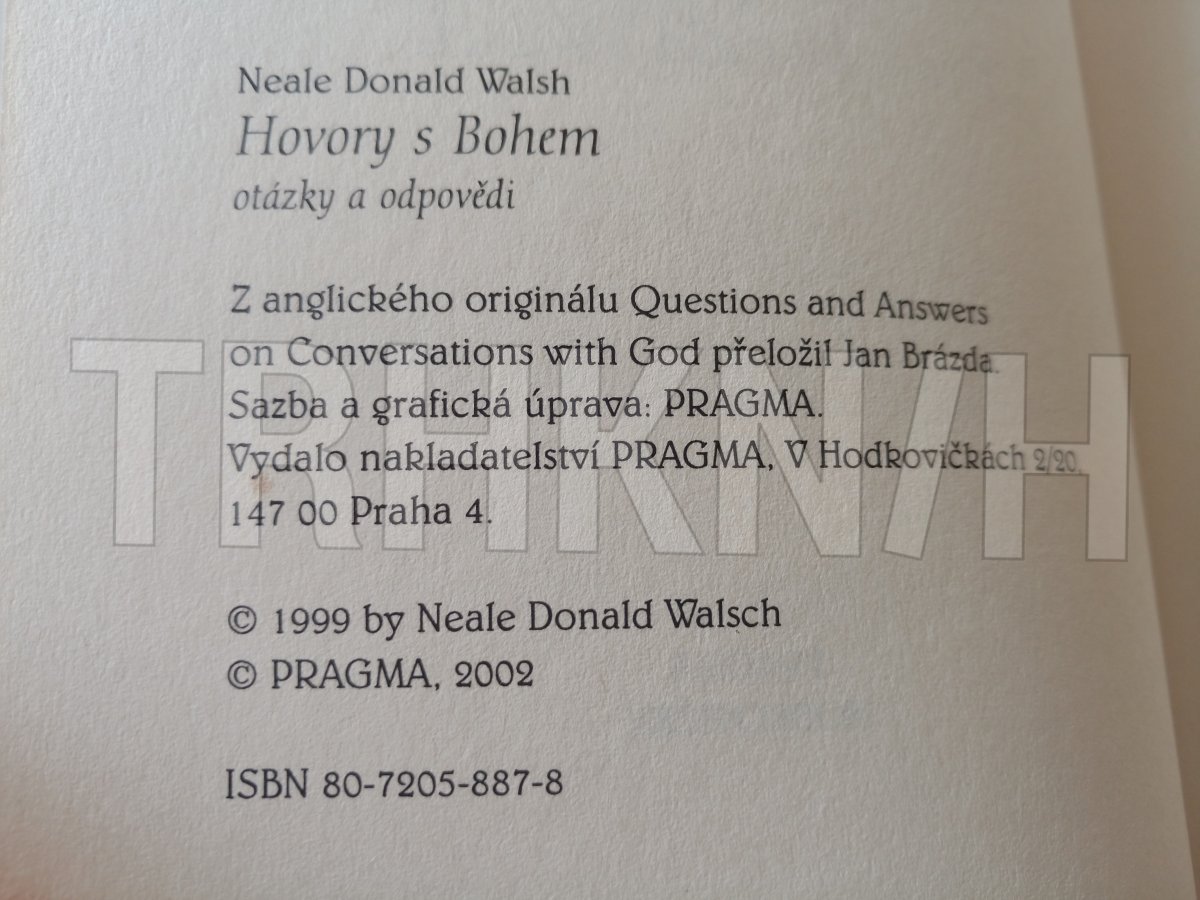 Neale Donald Walsh
Hovory s Bohem
otázky a odpovědi
Z anglického originálu Questions and Answers
on Conversations with God přeložil Jan Brázda.
Sazba a grafická úprava: PRAGMA.
Vydalo nakladatelství PRAGMA, V Hodkovičkách 2/20,
147 00 Praha 4.
© 1999 by Neale Donald Walsch
© PRAGMA, 2002
ISBN 80-7205-887-8
TRHKNIH